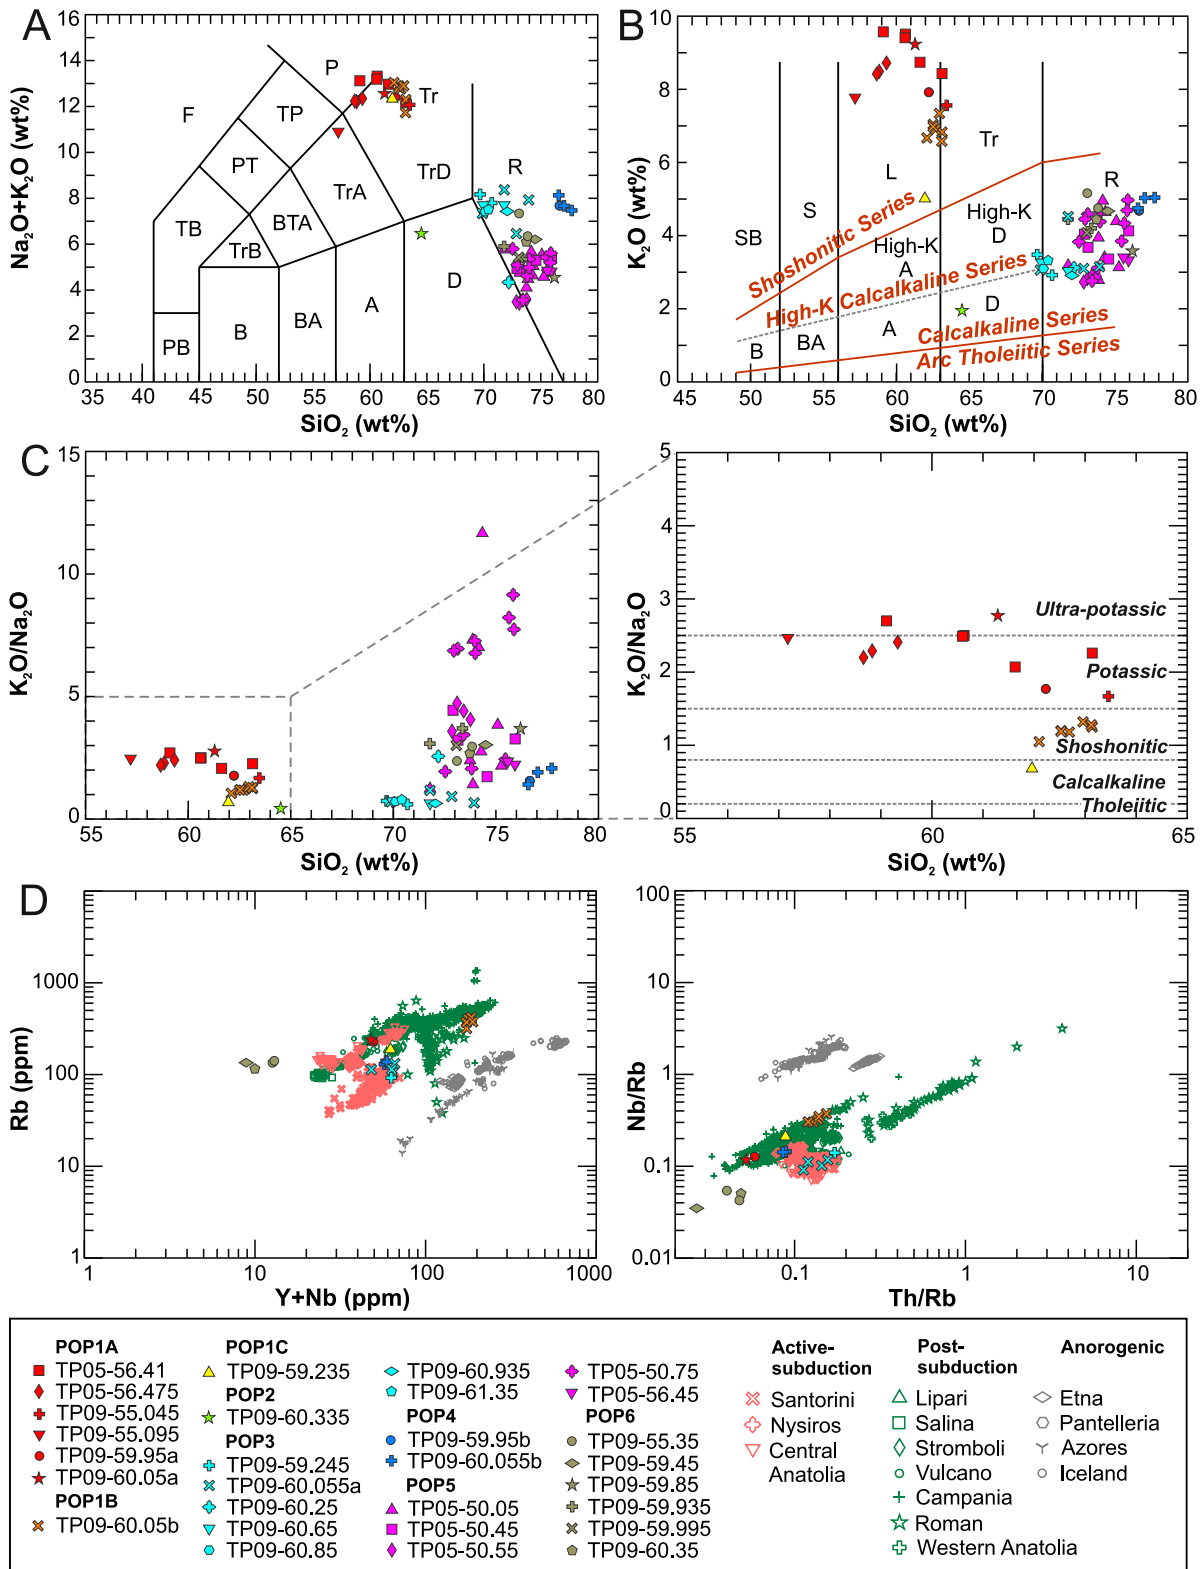 A
16
14
12
10
8
6
4
2
0
Na₂O+K₂O (wt%)
F
P
TP
PT
TB
TrB
BTA
TrA
TrD
Tr
R
PB
B
BA
A
D
35 40 45 50 55 60 65 70 75 80
SiO₂ (wt%)
B
10
8
6
4
2
0
K₂O (wt%)
SB
S
L
Tr
R
High-K
D
High-K
A
D
A
BA
B
Shoshonitic Series
High-K Calcalkaline Series
Calcalkaline Series
Arc Tholeiitic Series
45 50 55 60 65 70 75 80
SiO₂ (wt%)
C
15
10
5
0
K₂O/Na₂O
55 60 65 70 75 80
SiO₂ (wt%)
5
4
3
2
1
0
K₂O/Na₂O
Ultra-potassic
Potassic
Shoshonitic
Calcalkaline
Tholeiitic
55 60 65
SiO₂ (wt%)
D
1000
100
10
1
Rb (ppm)
1 10 100 1000
Y+Nb (ppm)
100
10
1
0.1
0.01
Nb/Rb
0.1 1 10
Th/Rb
POP1A
TP05-56.41
TP05-56.475
TP09-55.045
TP09-55.095
TP09-59.95a
TP09-60.05a
POP1B
TP09-60.05b
POP1C
TP09-59.235
POP2
TP09-60.335
POP3
TP09-59.245
TP09-60.055a
TP09-60.25
TP09-60.65
TP09-60.85
TP09-60.935
TP09-61.35
POP4
TP09-59.95b
TP09-60.055b
POP5
TP05-50.05
TP05-50.45
TP05-50.55
TP05-50.75
TP05-56.45
POP6
TP09-55.35
TP09-59.45
TP09-59.85
TP09-59.935
TP09-59.995
TP09-60.35
Active-
subduction
Santorini
Nysiros
Central
Anatolia
Post-
subduction
Lipari
Salina
Stromboli
Vulcano
Campania
Roman
Western Anatolia
Anorogenic
Etna
Pantelleria
Azores
Iceland